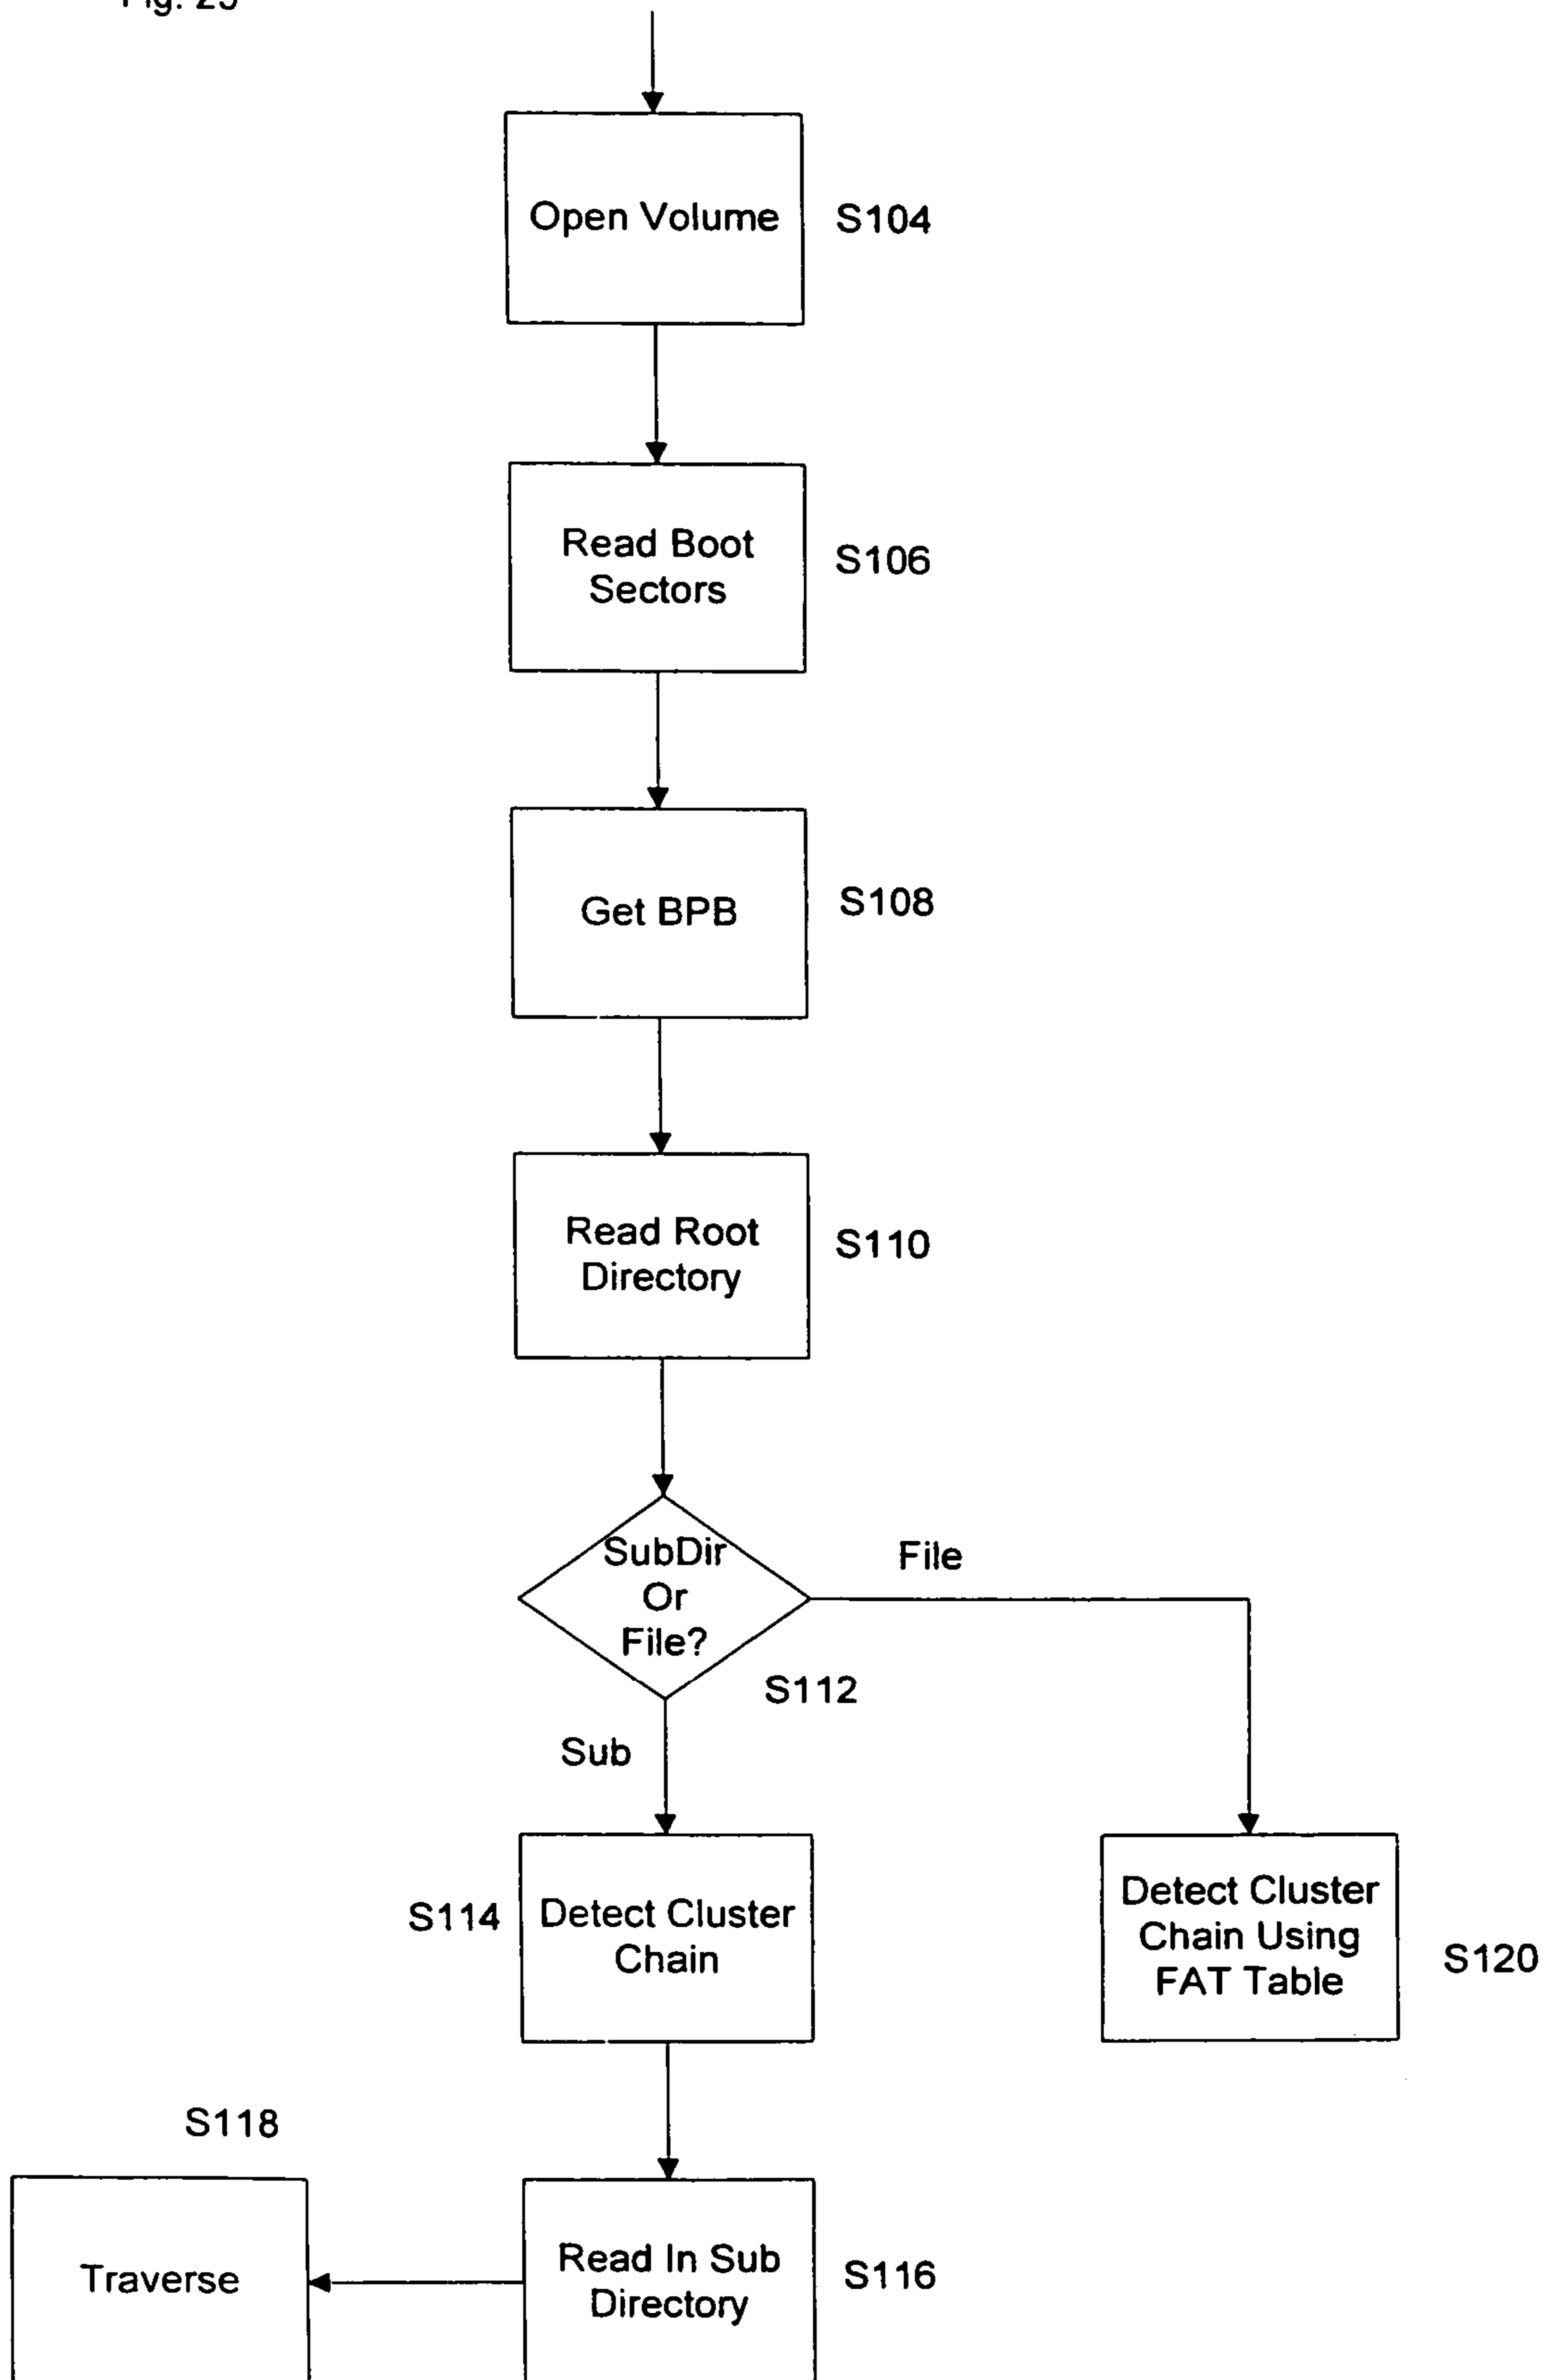 Fig. 25
Open Volume
S104
Read Boot
Sectors
S106
Get BPB
S108
Read Root
Directory
S110
SubDir
Or
File?
File
S112
Sub
S114
Detect Cluster
Chain
Detect Cluster
Chain Using
FAT Table
S120
S118
Traverse
Read In Sub
Directory
S116